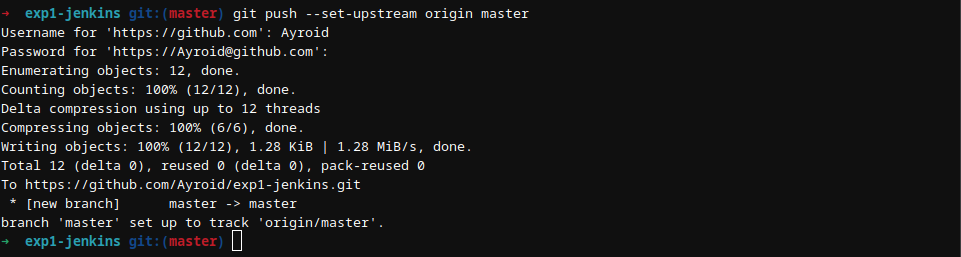 ➜  exp1-jenkins git:(master) git push --set-upstream origin master
Username for 'https://github.com': Ayroid
Password for 'https://Ayroid@github.com':
Enumerating objects: 12, done.
Counting objects: 100% (12/12), done.
Delta compression using up to 12 threads
Compressing objects: 100% (6/6), done.
Writing objects: 100% (12/12), 1.28 KiB | 1.28 MiB/s, done.
Total 12 (delta 0), reused 0 (delta 0), pack-reused 0
To https://github.com/Ayroid/exp1-jenkins.git
 * [new branch]      master -> master
branch 'master' set up to track 'origin/master'.
➜  exp1-jenkins git:(master)